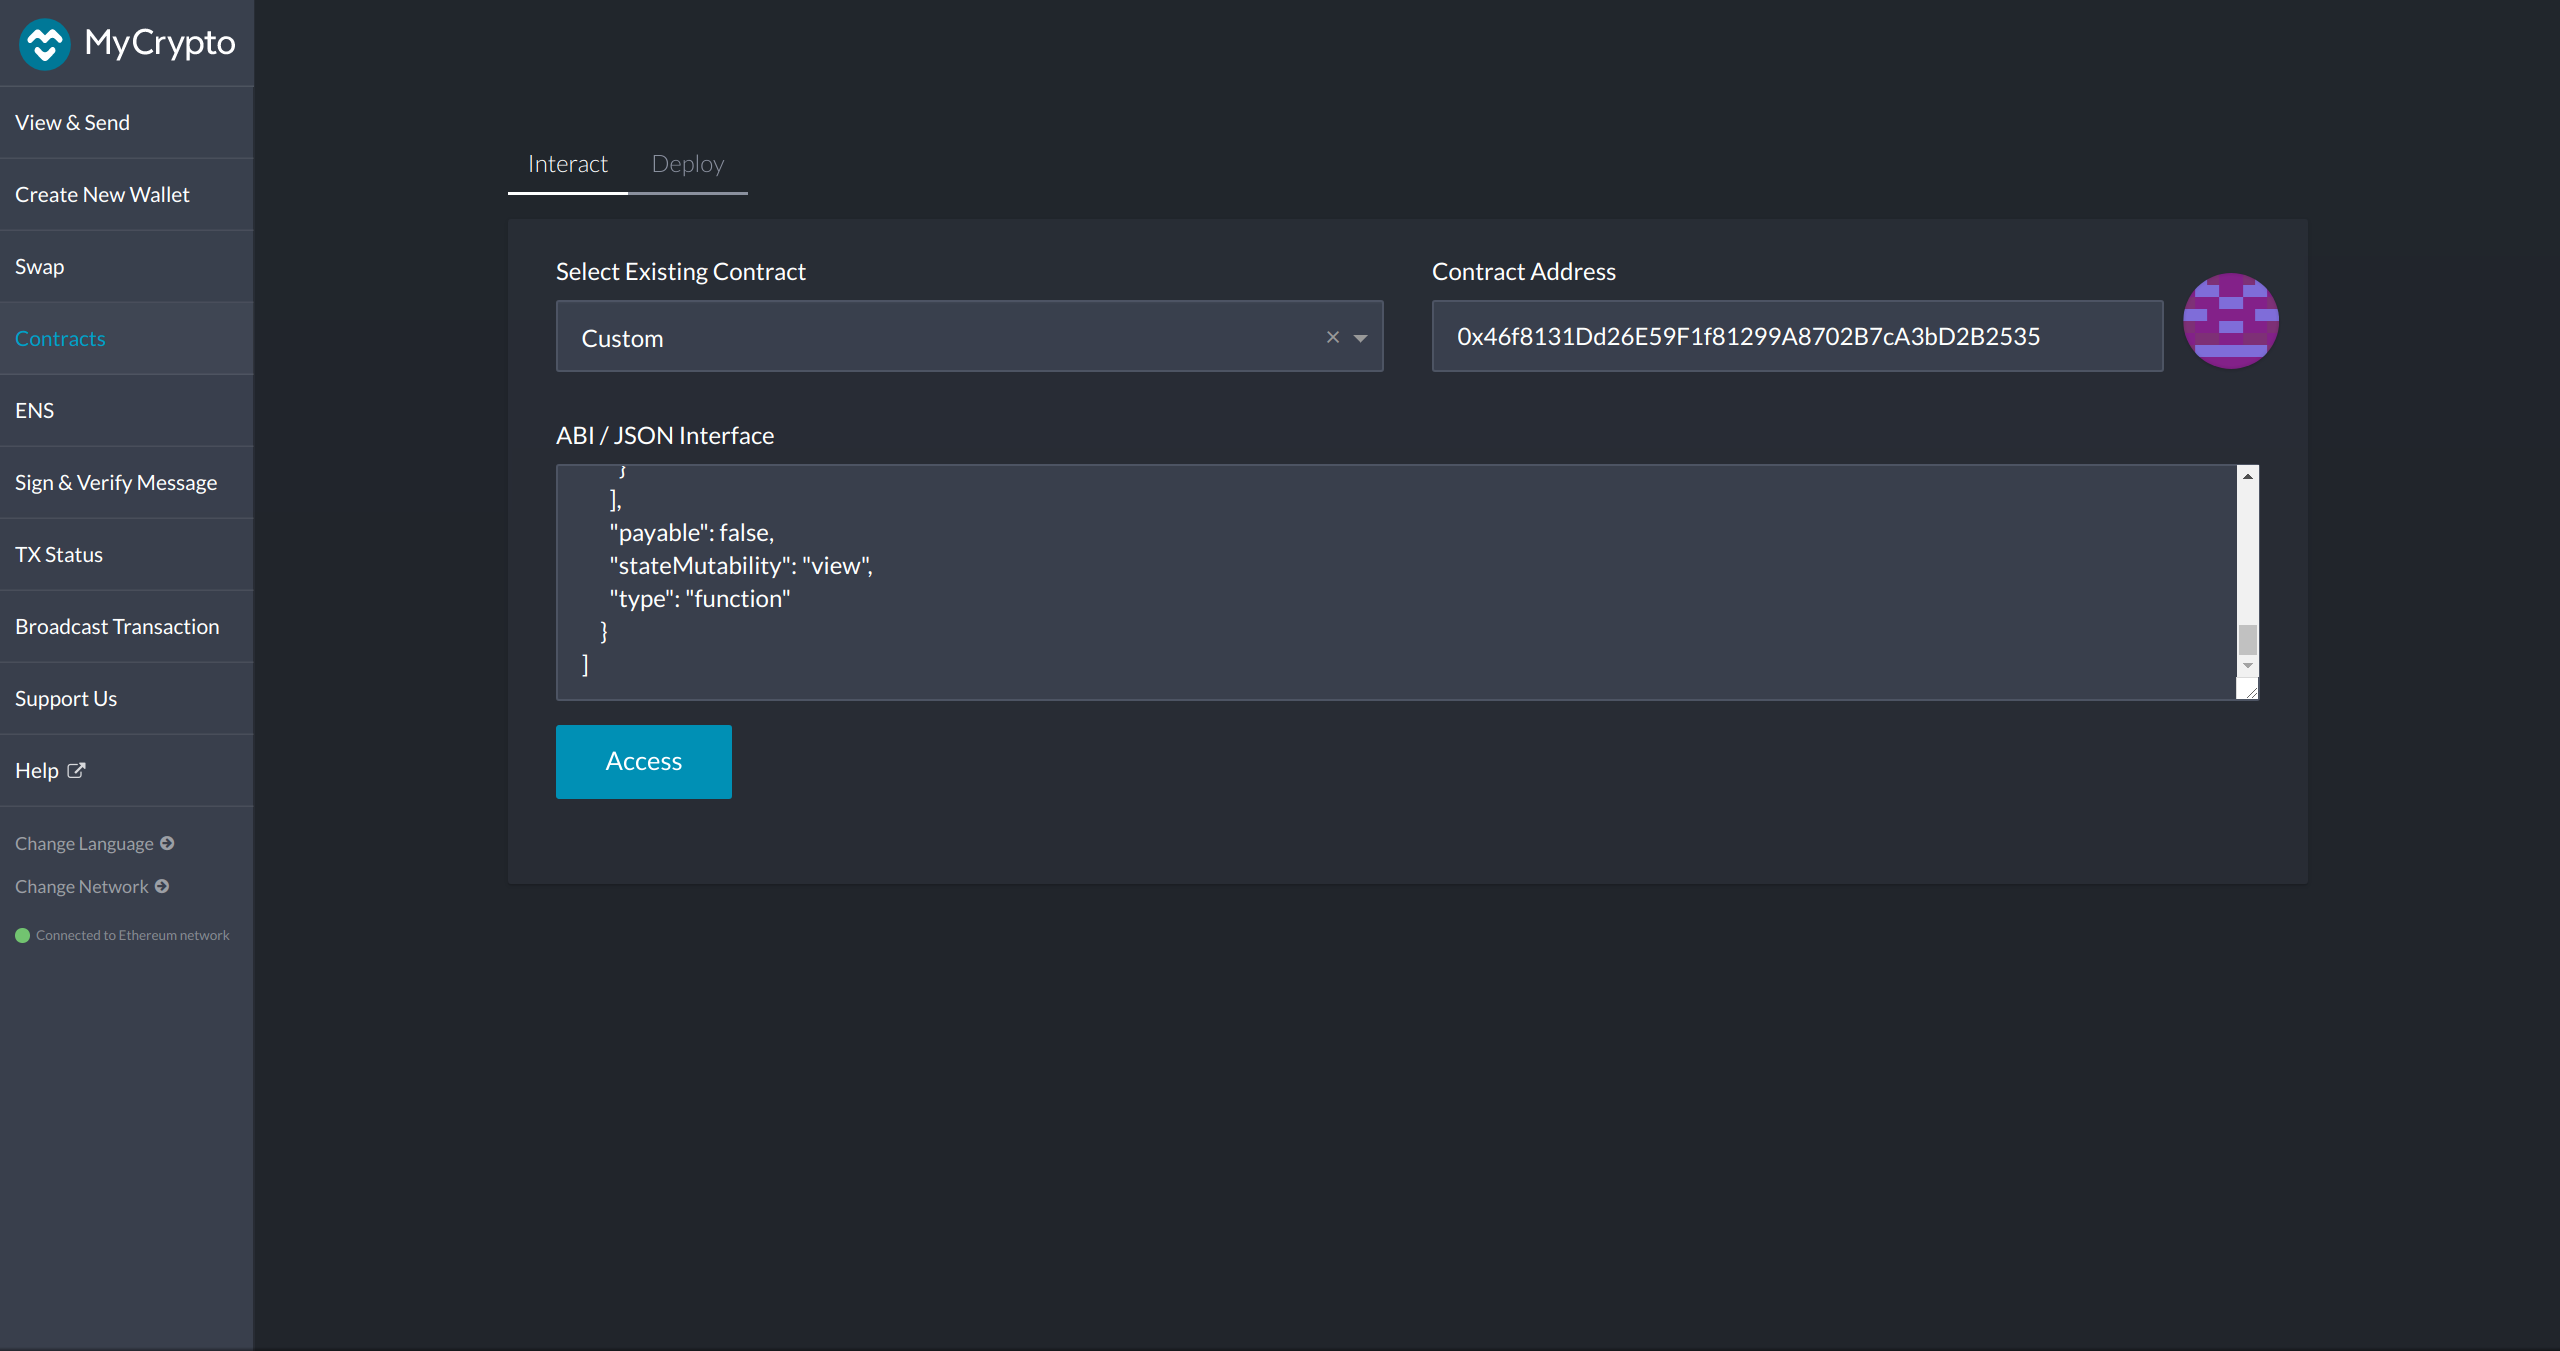 MyCrypto
View & Send
Create New Wallet
Swap
Contracts
ENS
Sign & Verify Message
TX Status
Broadcast Transaction
Support Us
Help
Change Language
Change Network
Connected to Ethereum network
Interact
Deploy
Select Existing Contract
Custom
×
Contract Address
0x46f8131Dd26E59F1f81299A8702B7cA3bD2B2535
ABI / JSON Interface
}
],
"payable": false,
"stateMutability": "view",
"type": "function"
}
]
Access